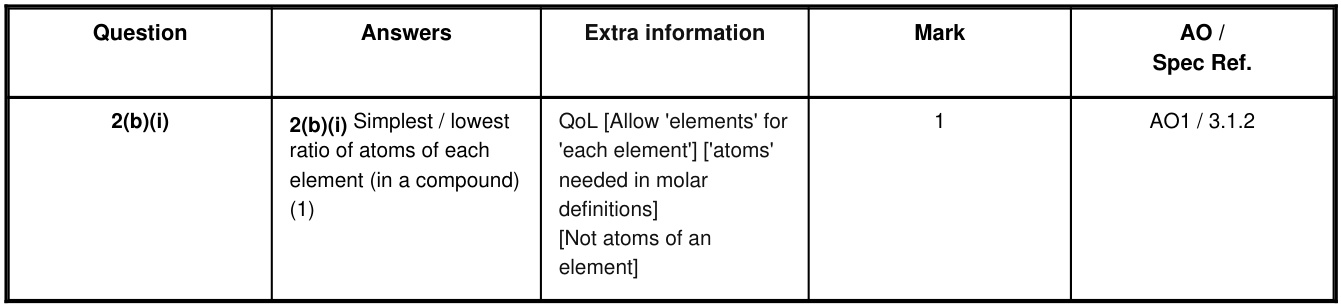 Question Answers Extra information Mark AO /
Spec Ref.
2(b)(i)
2(b)(i) Simplest / lowest
ratio of atoms of each
element (in a compound)
(1)
QoL [Allow 'elements' for
'each element'] ['atoms'
needed in molar
definitions]
[Not atoms of an
element]
1
AO1 / 3.1.2